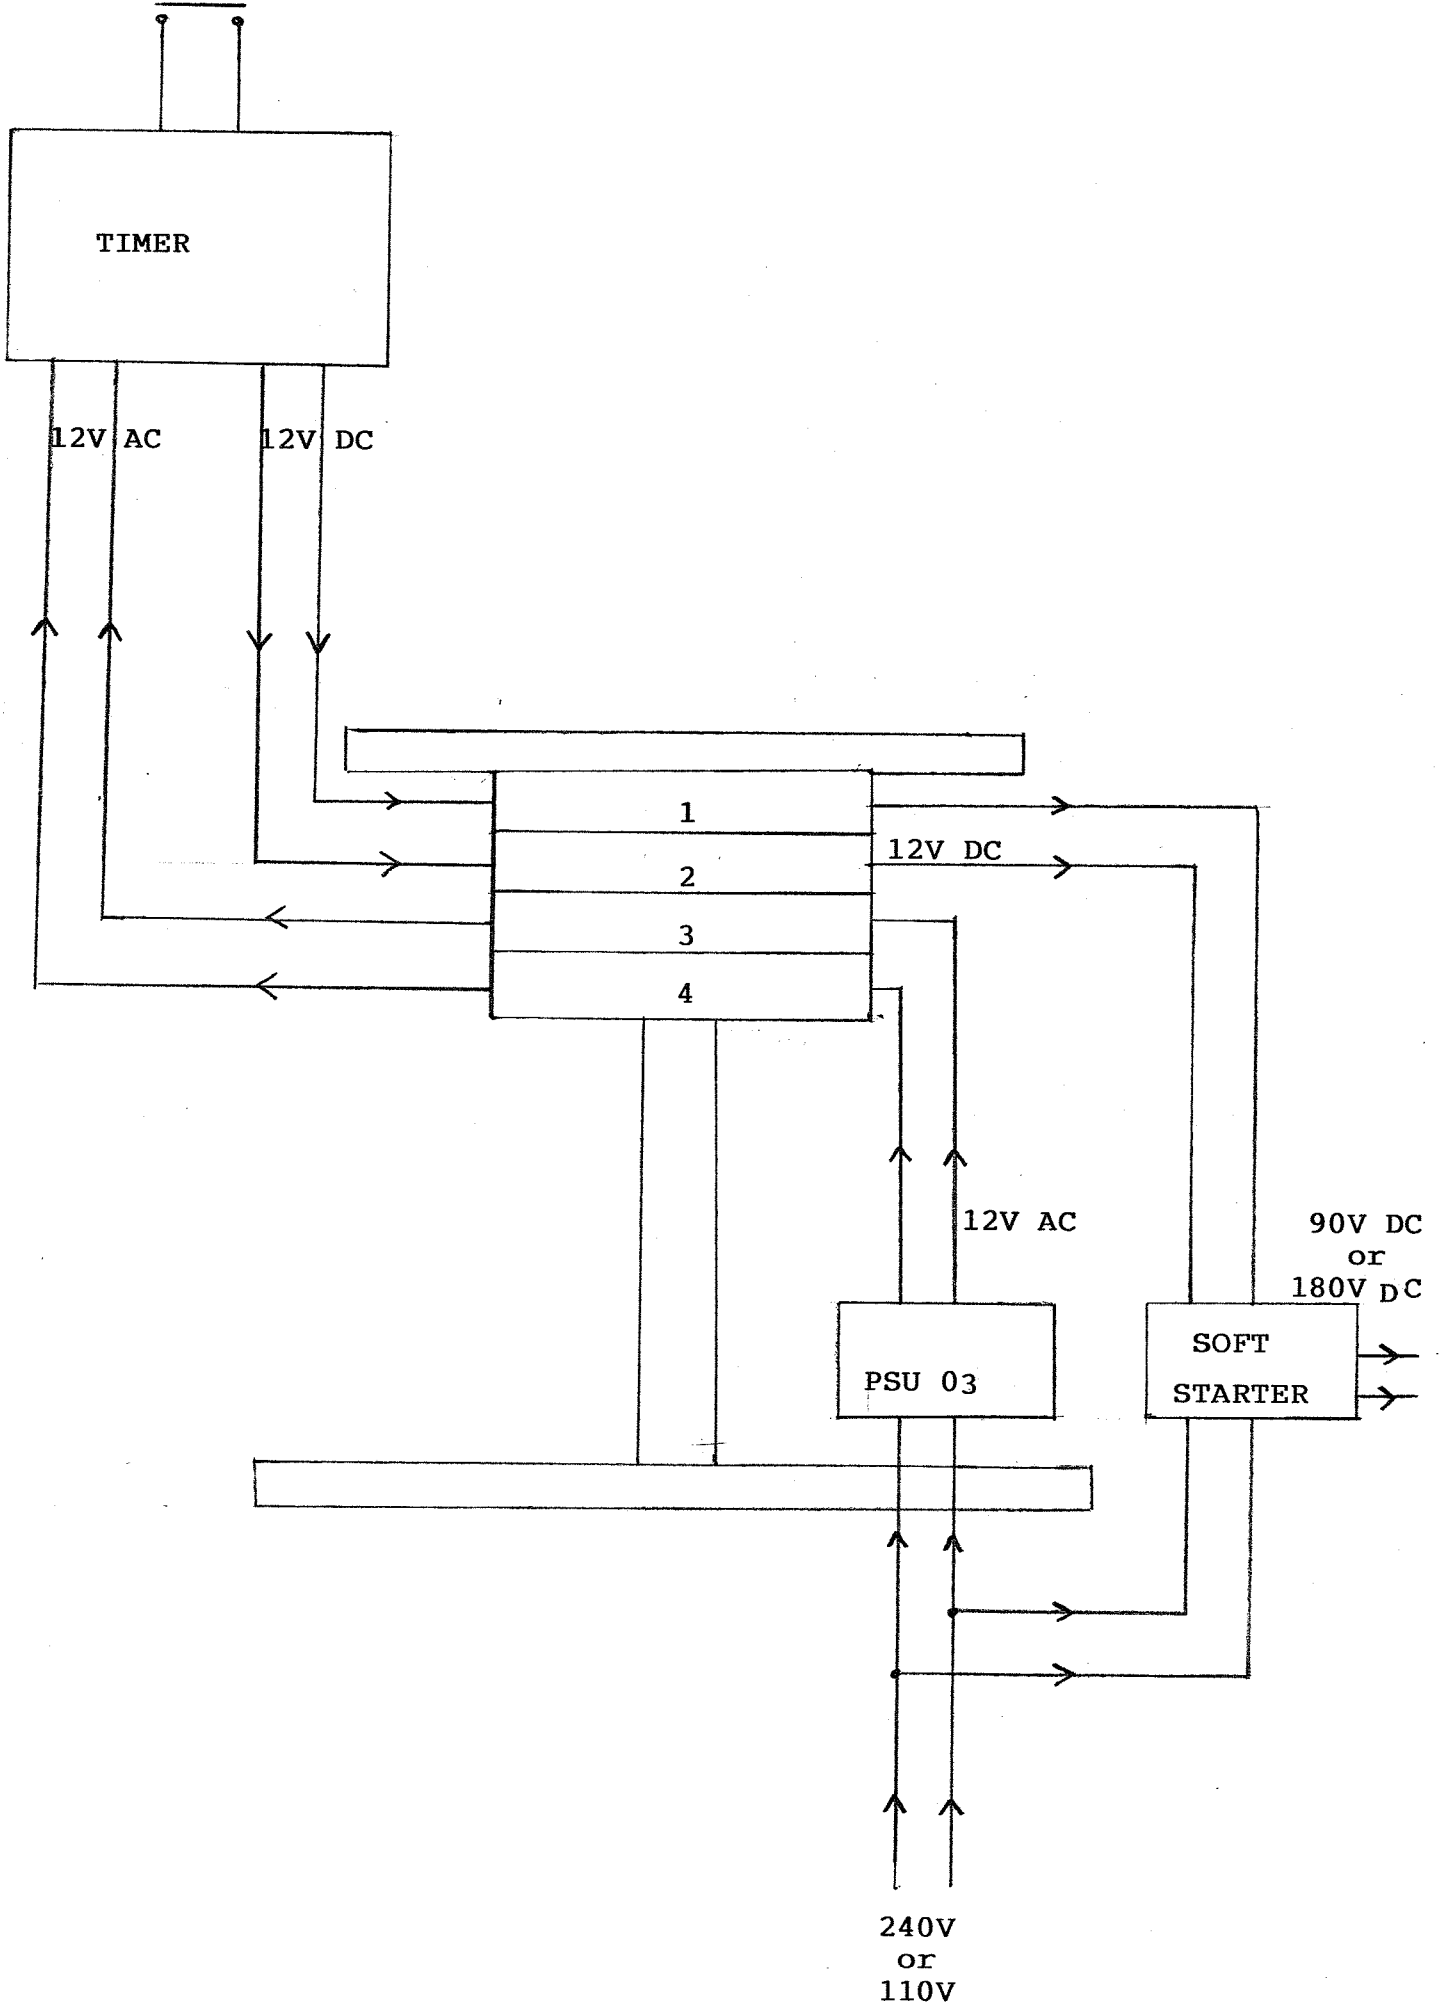 TIMER
12V AC
12V DC
1
12V DC
2
3
4
12V AC
90V DC
or
180V DC
SOFT
STARTER
PSU 03
240V
or
110V